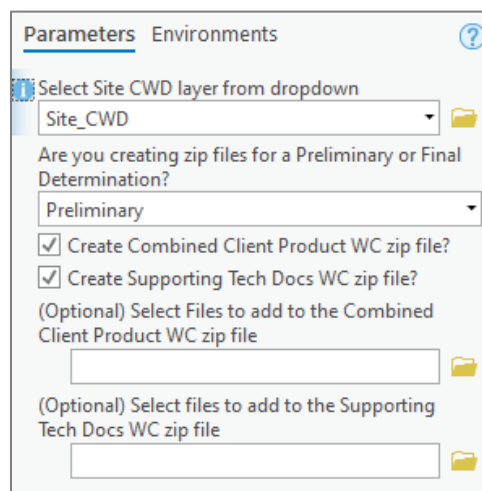 Parameters Environments ?
i Select Site CWD layer from dropdown
Site_CWD
Are you creating zip files for a Preliminary or Final
Determination?
Preliminary
Create Combined Client Product WC zip file?
Create Supporting Tech Docs WC zip file?
(Optional) Select Files to add to the Combined
Client Product WC zip file
(Optional) Select files to add to the Supporting
Tech Docs WC zip file